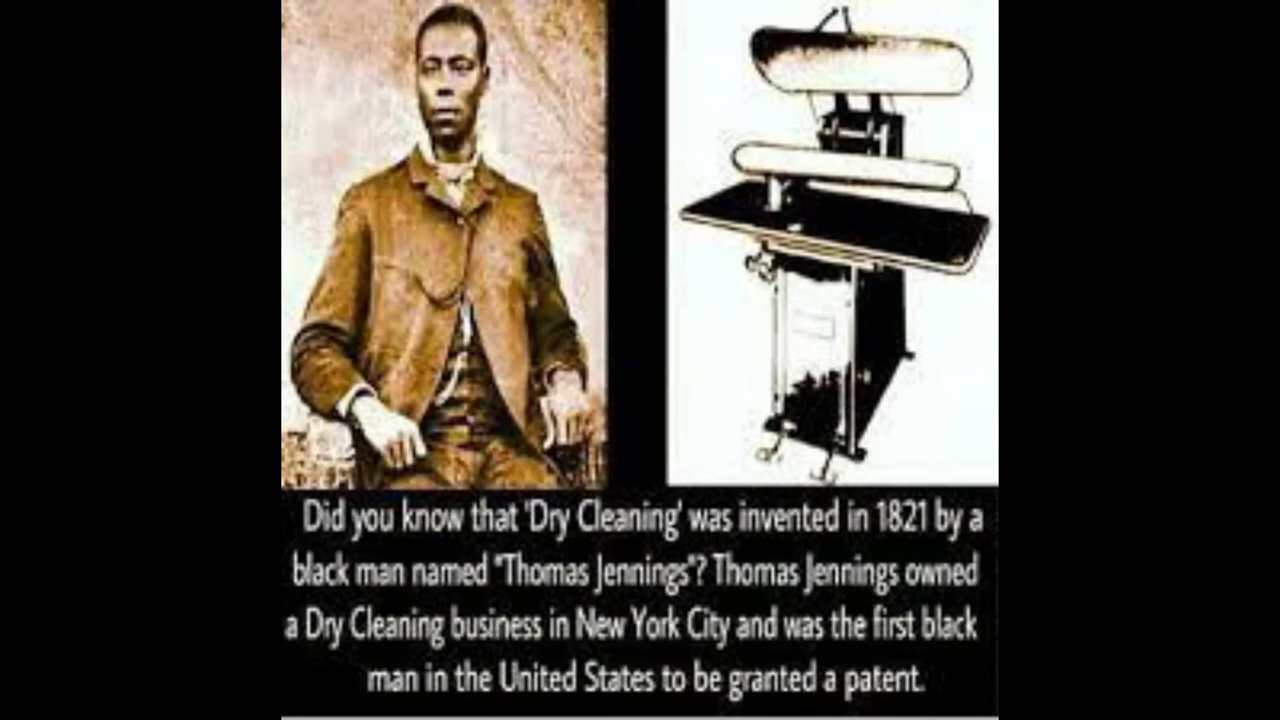 Did you know that 'Dry Cleaning' was invented in 1821 by a
black man named "Thomas Jennings"? Thomas Jennings owned
a Dry Cleaning business in New York City and was the first black
man in the United States to be granted a patent.